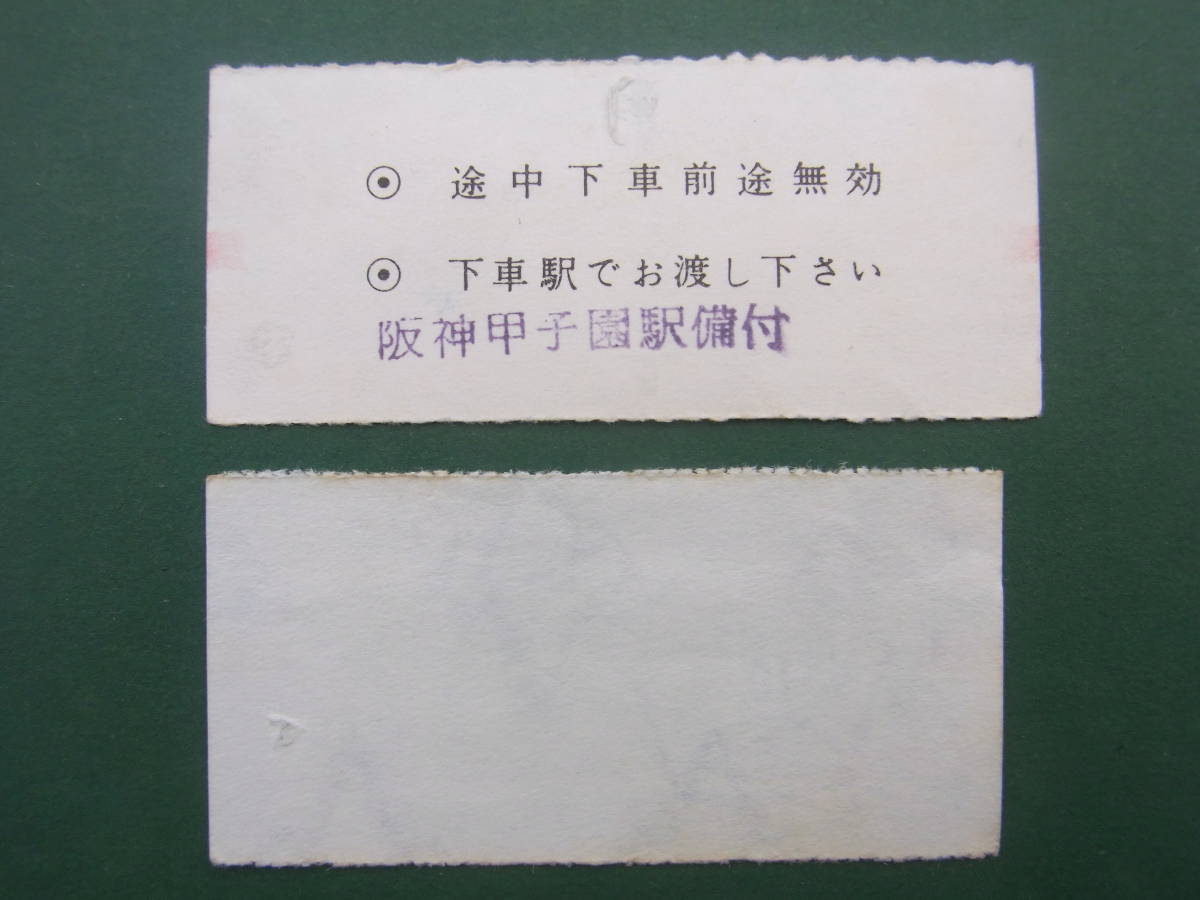 ◉ 途中下車前途無効
◉ 下車駅でお渡し下さい
阪神甲子園駅備付